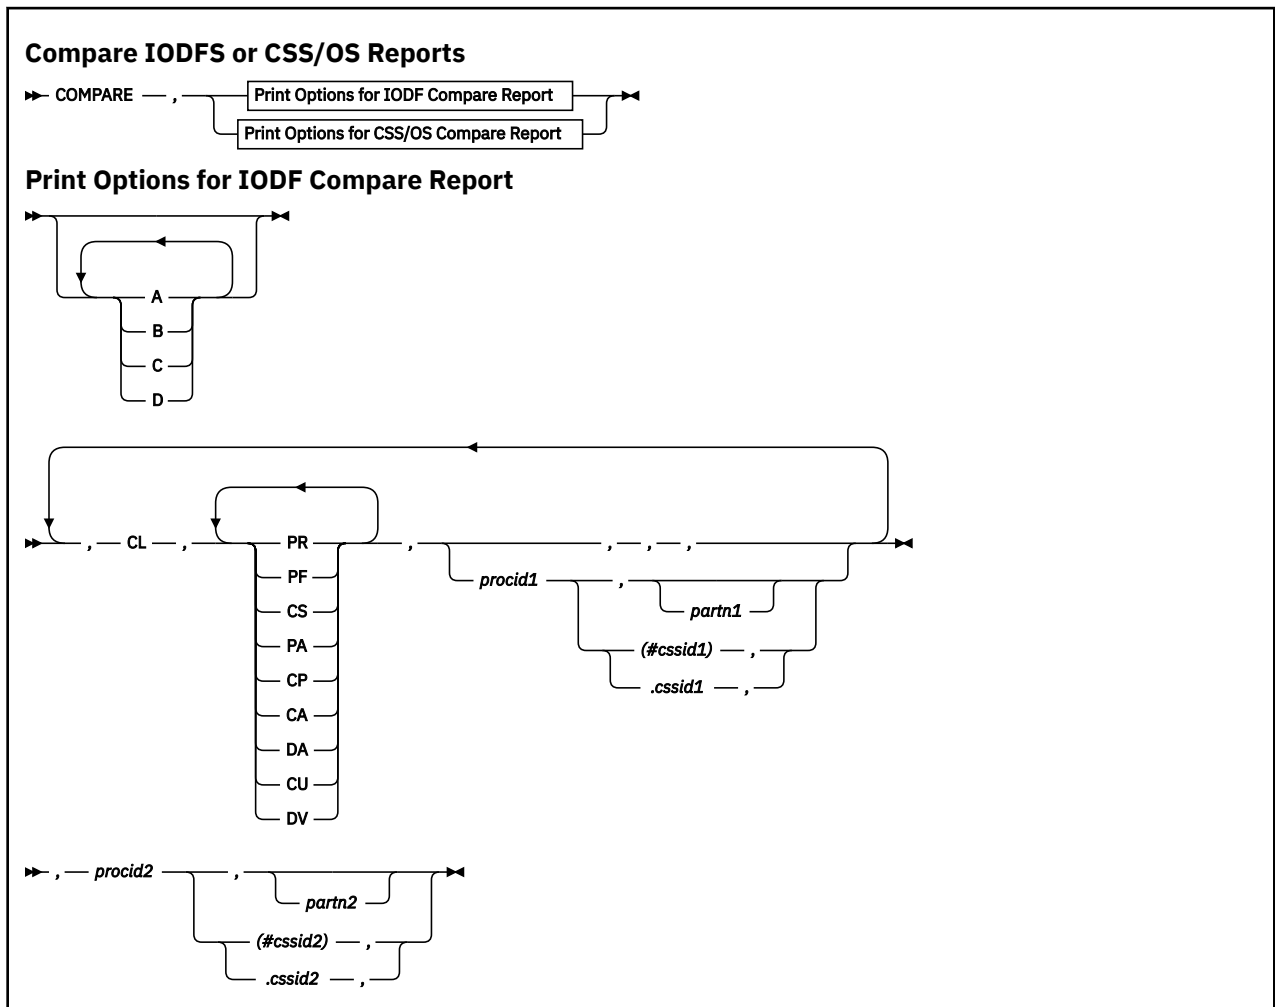 Compare IODFS or CSS/OS Reports
COMPARE , Print Options for IODF Compare Report
Print Options for CSS/OS Compare Report
Print Options for IODF Compare Report
A
B
C
D
, CL , PR , , , ,
PF procid1 ,
CS partn1
PA (#cssid1) ,
CP .cssid1 ,
CA
DA
CU
DV
, procid2 ,
partn2
(#cssid2) ,
.cssid2 ,